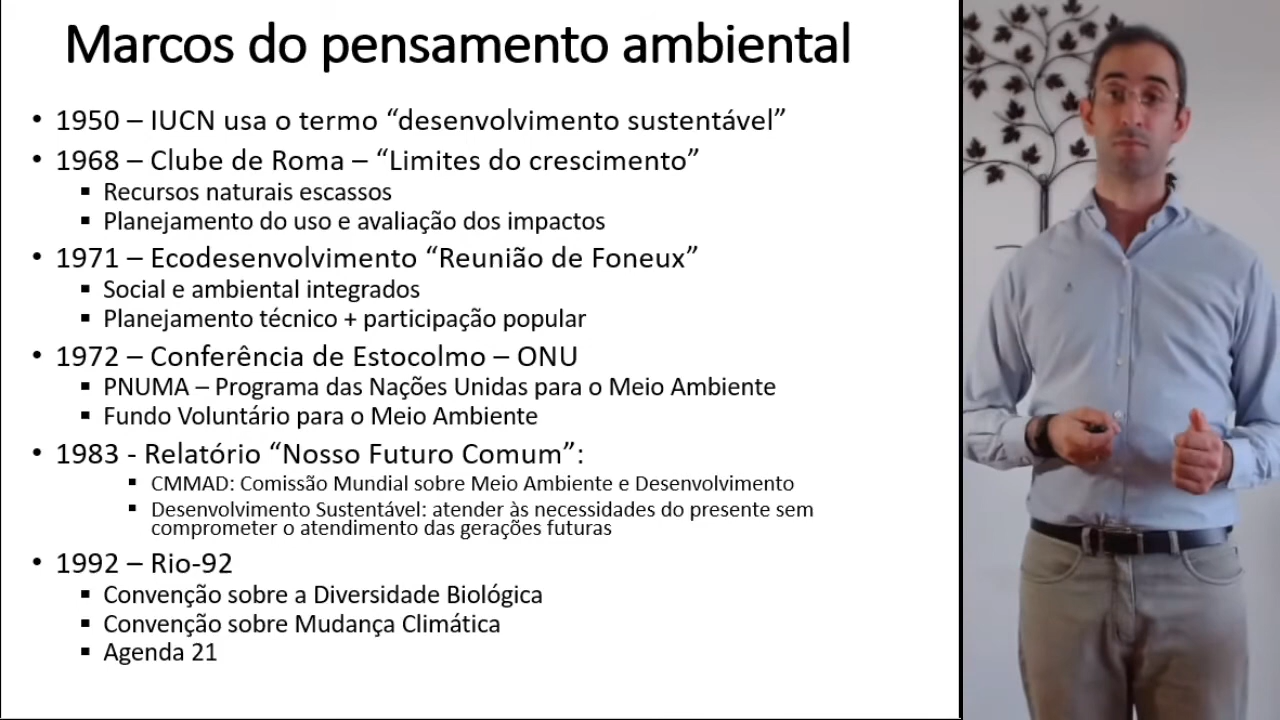 Marcos do pensamento ambiental
• 1950 – IUCN usa o termo “desenvolvimento sustentável”
• 1968 – Clube de Roma – “Limites do crescimento”
▪ Recursos naturais escassos
▪ Planejamento do uso e avaliação dos impactos
• 1971 – Ecodesenvolvimento “Reunião de Foneux”
▪ Social e ambiental integrados
▪ Planejamento técnico + participação popular
• 1972 – Conferência de Estocolmo – ONU
▪ PNUMA – Programa das Nações Unidas para o Meio Ambiente
▪ Fundo Voluntário para o Meio Ambiente
• 1983 - Relatório “Nosso Futuro Comum”:
▪ CMMAD: Comissão Mundial sobre Meio Ambiente e Desenvolvimento
▪ Desenvolvimento Sustentável: atender às necessidades do presente sem
comprometer o atendimento das gerações futuras
• 1992 – Rio-92
▪ Convenção sobre a Diversidade Biológica
▪ Convenção sobre Mudança Climática
▪ Agenda 21